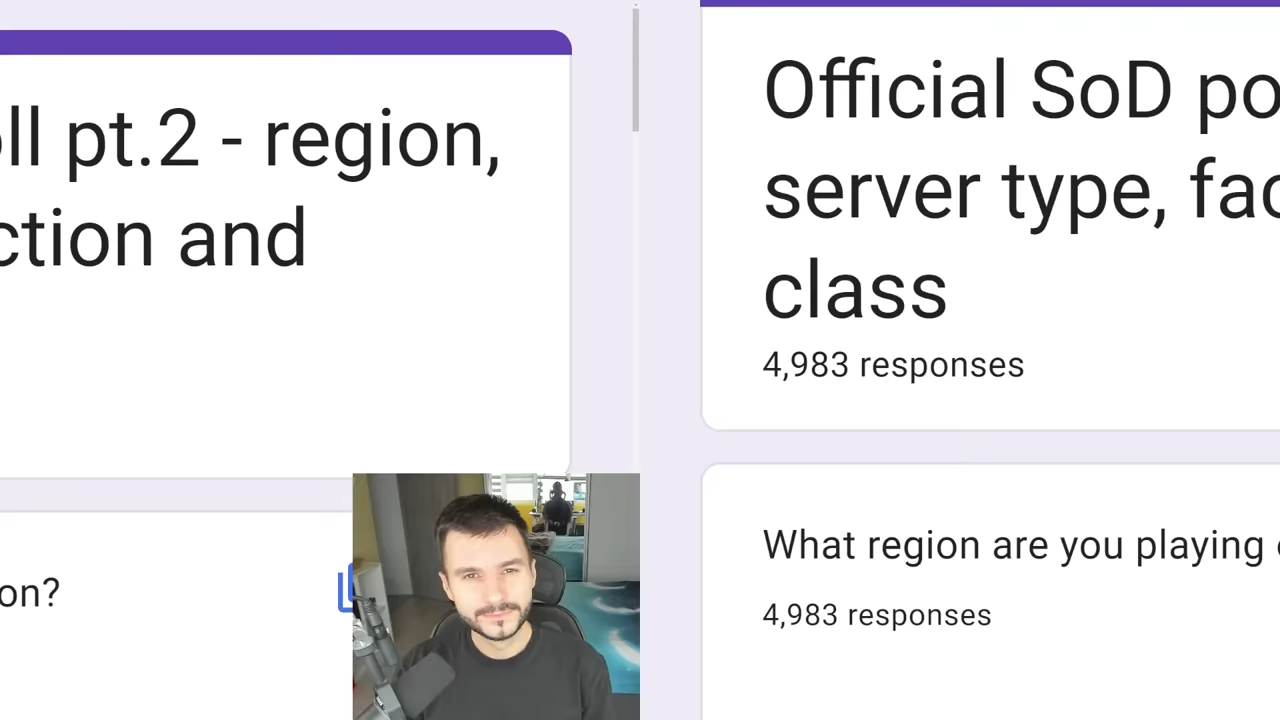 oll pt.2 - region,
ction and
on?
Official SoD po
server type, fac
class
4,983 responses
What region are you playing
4,983 responses